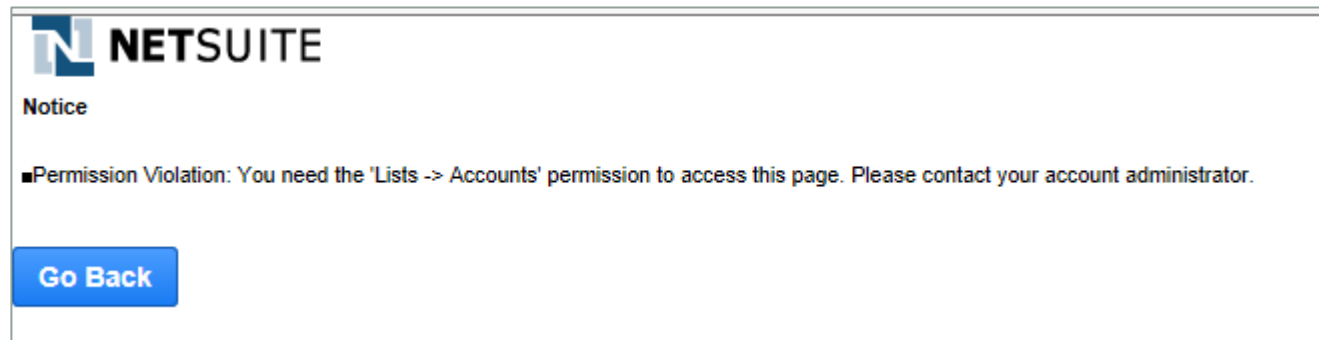 NETSUITE
Notice
■Permission Violation: You need the 'Lists -> Accounts' permission to access this page. Please contact your account administrator.
Go Back